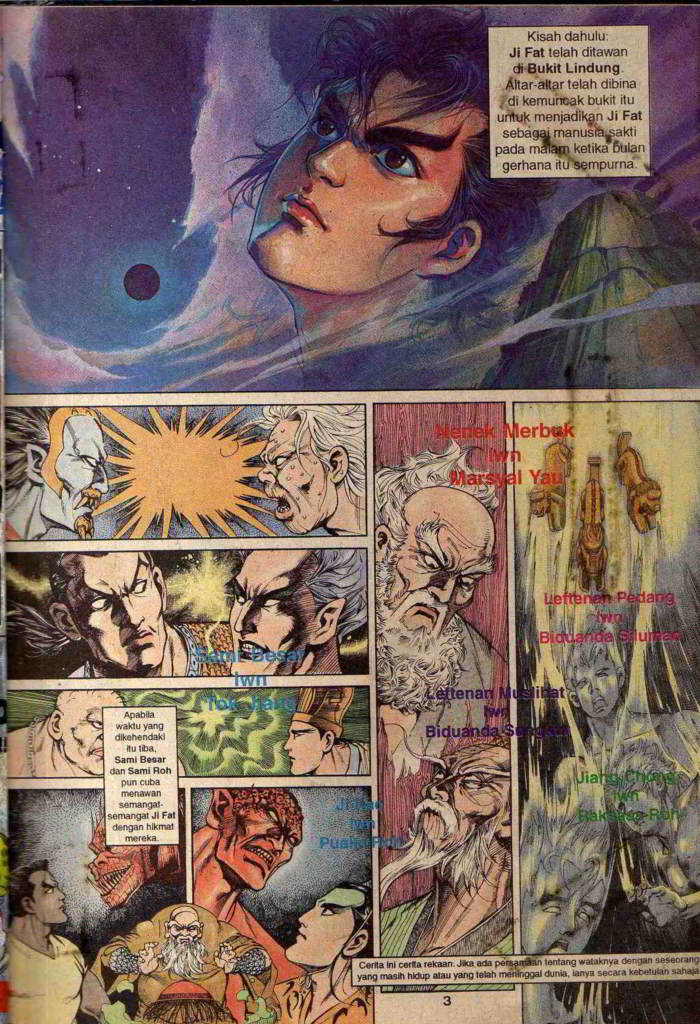 Kisah dahulu:
Ji Fat telah ditawan
di Bukit Lindung.
Altar-altar telah dibina
di kemuncak bukit itu
untuk menjadikan Ji Fat
sebagai manusia sakti
pada malam ketika bulan
gerhana itu sempurna.
Nenek Merbuk
lwn
Marsyal Yau
Leftenan Pedang
lwn
Biduanda Siluman
Sami Besar
lwn
Tok Jiang
Leftenan Muslihat
lwn
Biduanda
Apabila
waktu yang
dikehendaki
itu tiba,
Sami Besar
dan Sami Roh
pun cuba
menawan
semangat-
semangat Ji Fat
dengan hikmat
mereka.
Jiang Chong
lwn
Raksasa Roh
lwn
Cerita ini cerita rekaan. Jika ada persamaan tentang wataknya dengan seseorang
yang masih hidup atau yang telah meninggal dunia, ianya secara kebetulan sahaja
3